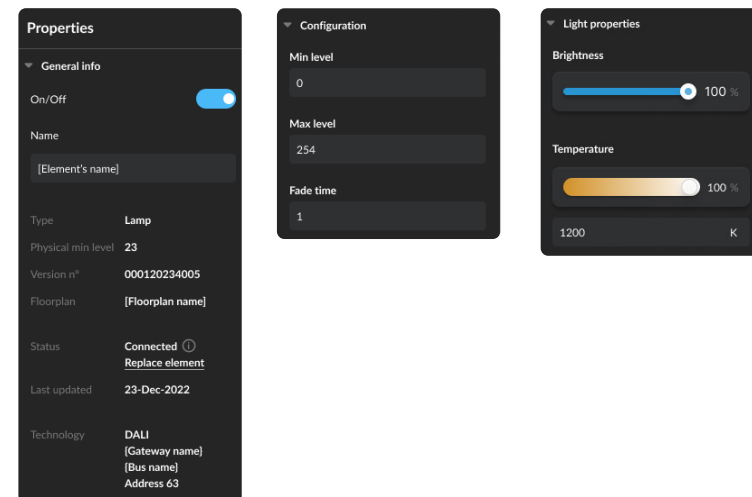 Properties
General info
On/Off
Name
[Element's name]
Type Lamp
Physical min level 23
Version nº 000120234005
Floorplan [Floorplan name]
Status Connected
Replace element
Last updated 23-Dec-2022
Technology DALI
[Gateway name]
[Bus name]
Address 63
Configuration
Min level
0
Max level
254
Fade time
1
Light properties
Brightness
100 %
Temperature
100 %
1200 K